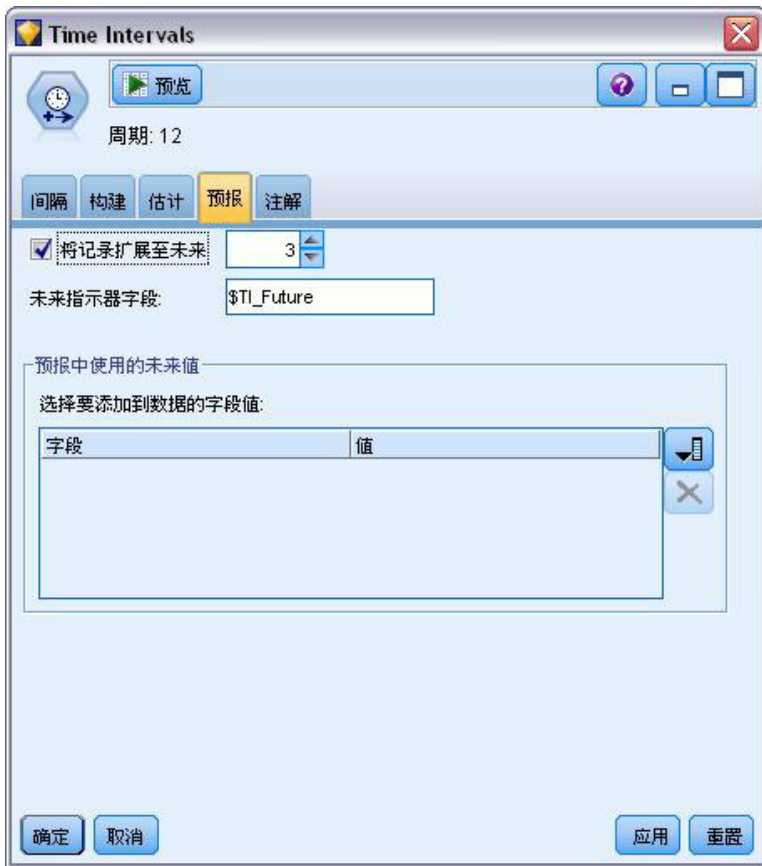 Time Intervals
预览
周期: 12
间隔 构建 估计 预报 注解
将记录扩展至未来 3
未来指示器字段: $TI_Future
预报中使用的未来值
选择要添加到数据的字段值:
字段 值
确定 取消 应用 重置